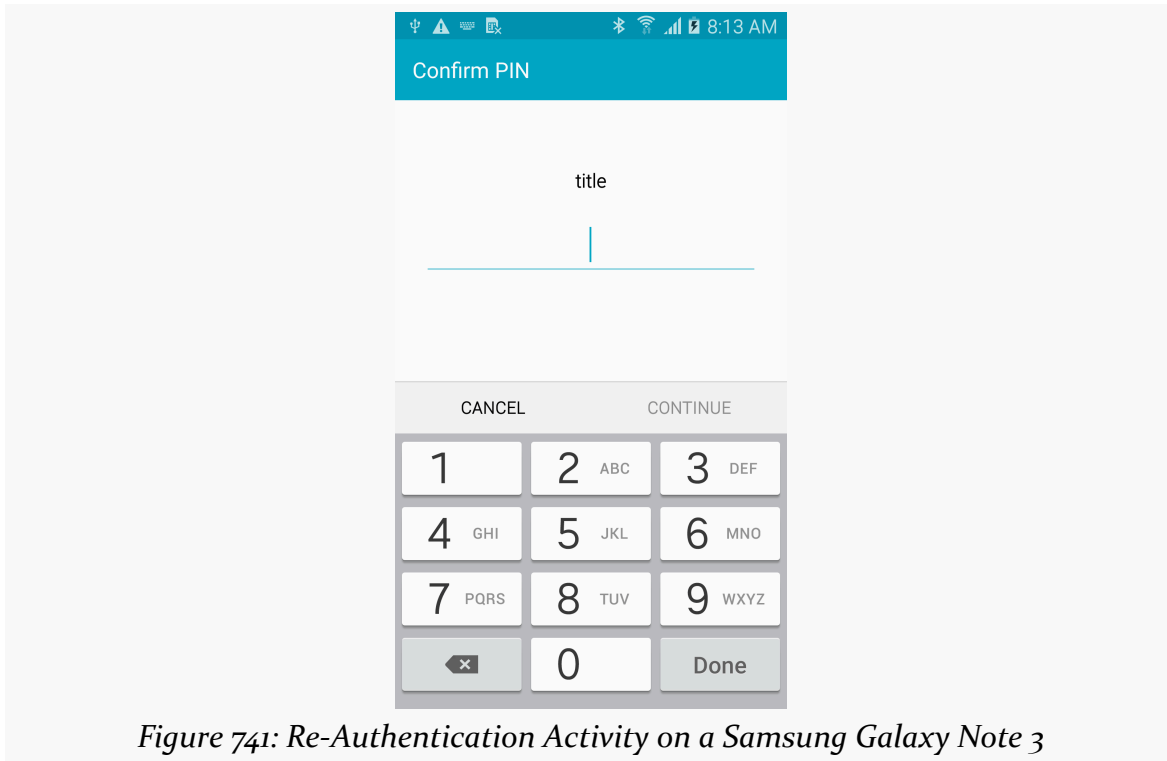 8:13 AM
Confirm PIN
title
CANCEL CONTINUE
1 2 ABC 3 DEF
4 GHI 5 JKL 6 MNO
7 PQRS 8 TUV 9 WXYZ
0 Done
Figure 741: Re-Authentication Activity on a Samsung Galaxy Note 3